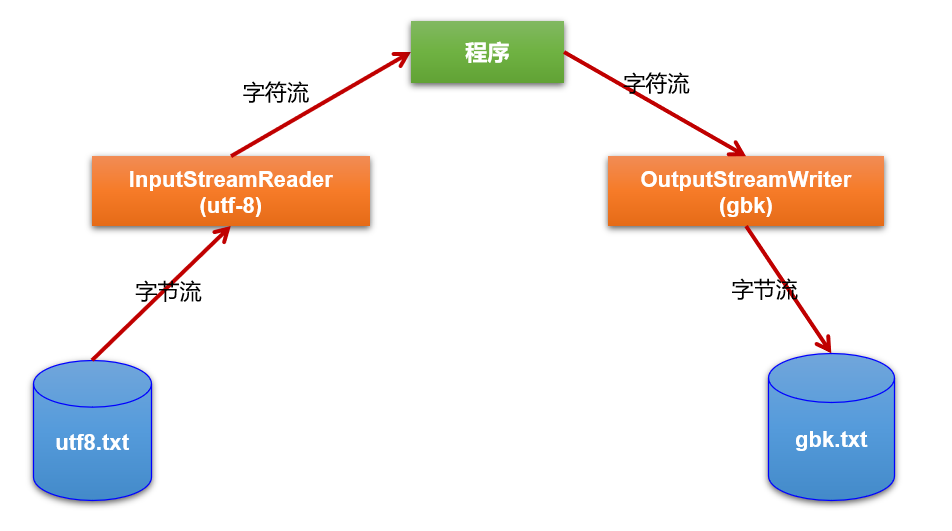 程序
字符流
字符流
InputStreamReader
(utf-8)
OutputStreamWriter
(gbk)
字节流
字节流
utf8.txt
gbk.txt